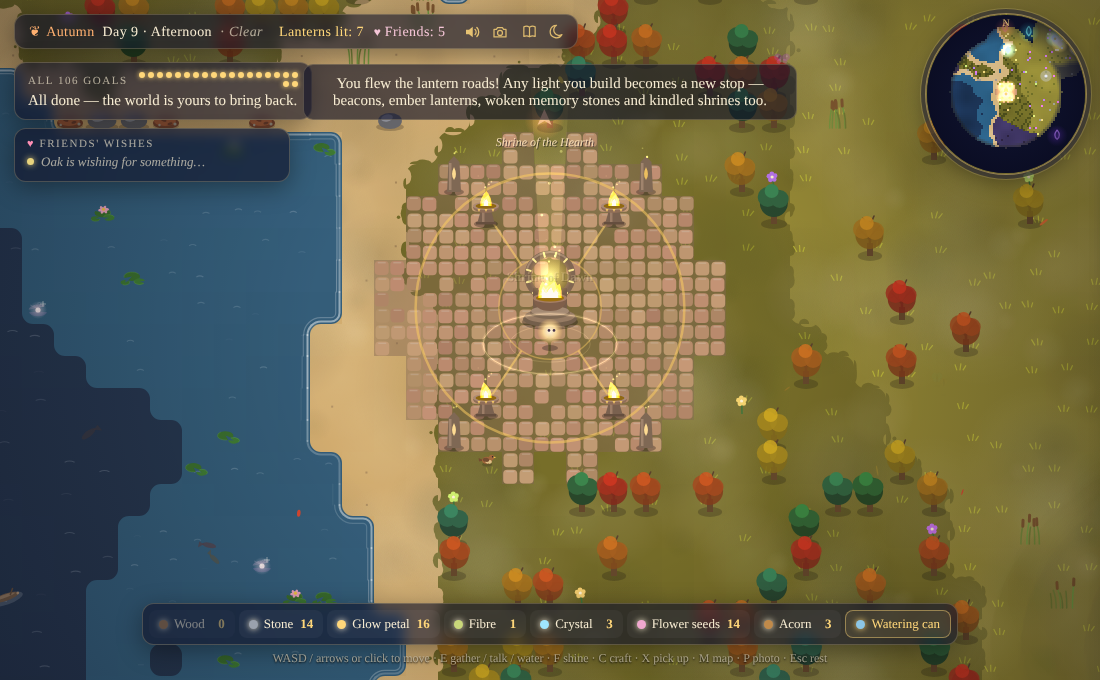 Autumn Day 9 · Afternoon · Clear Lanterns lit: 7 ♥ Friends: 5
N
ALL 106 GOALS
All done — the world is yours to bring back.
You flew the lantern roads! Any light you build becomes a new stop —
beacons, ember lanterns, woken memory stones and kindled shrines too.
♥ FRIENDS' WISHES
Oak is wishing for something…
Shrine of the Hearth
Wood 0 Stone 14 Glow petal 16 Fibre 1 Crystal 3 Flower seeds 14 Acorn 3 Watering can
WASD / arrows or click to move · E gather / talk / water · F shine · C craft · X pick up · M map · P photo · Esc rest